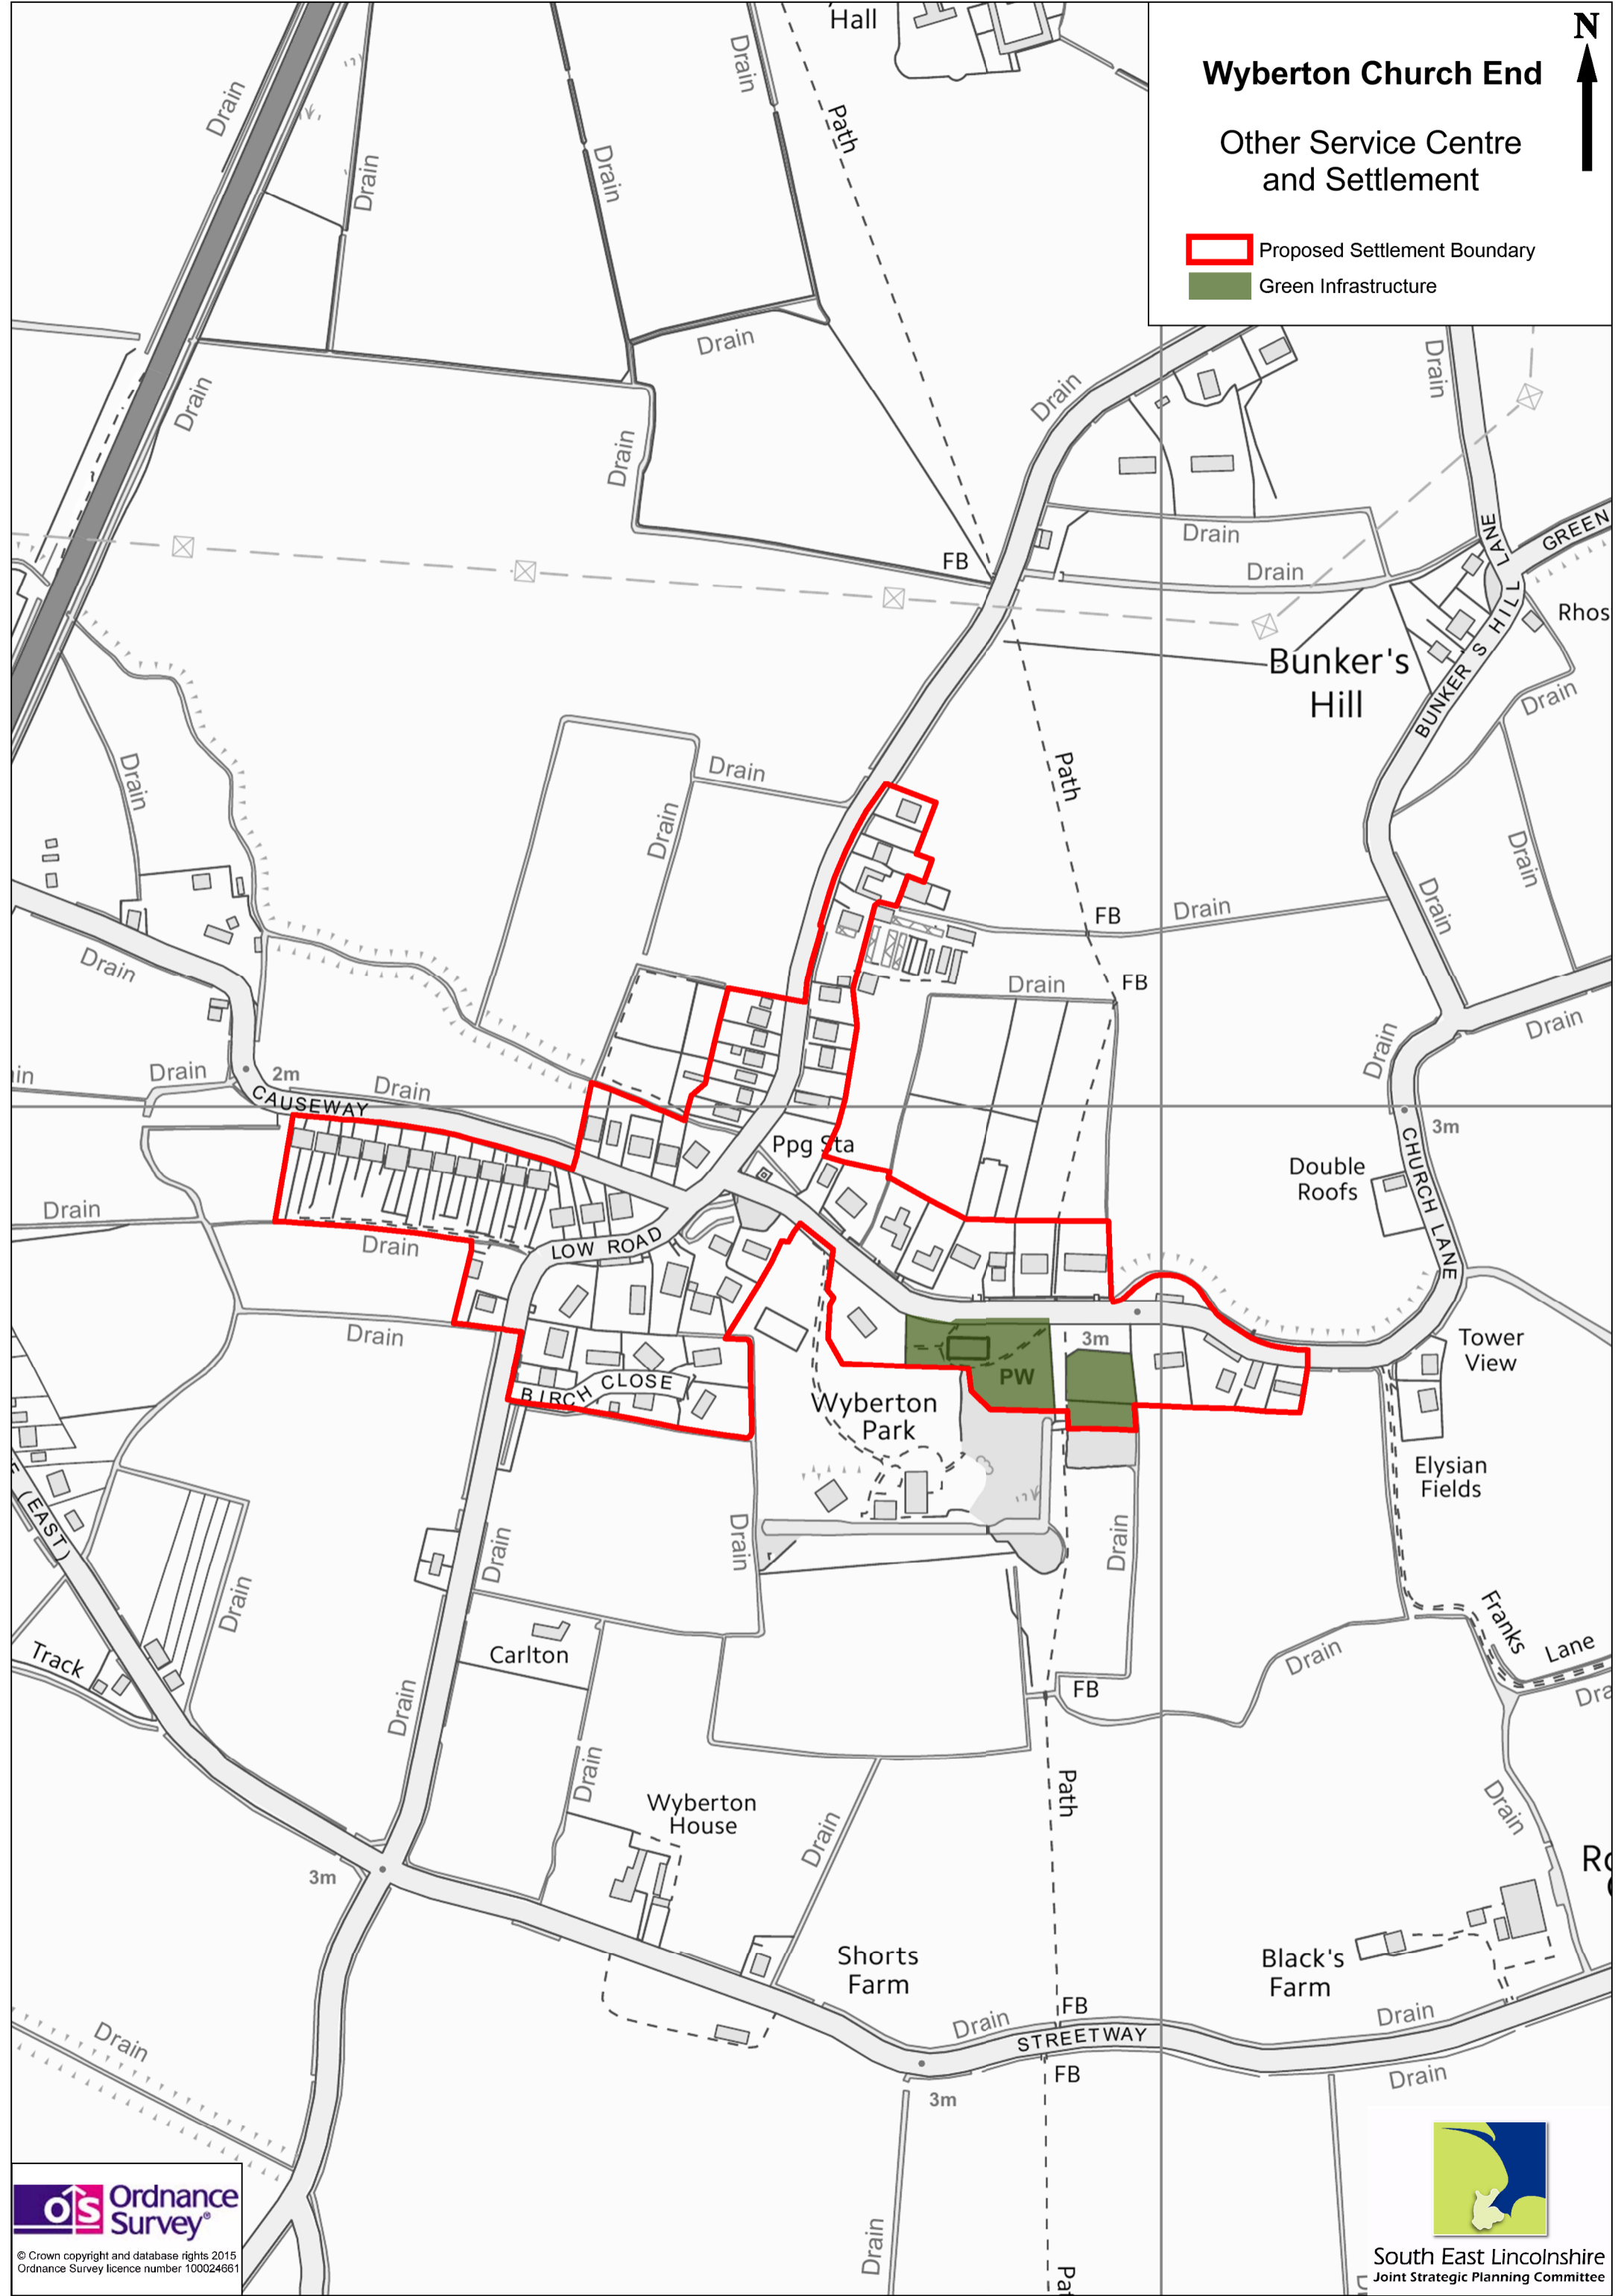 Hall
N
Wyberton Church End
Other Service Centre
and Settlement
Proposed Settlement Boundary
Green Infrastructure
Drain
Drain
Drain
Drain
Path
Drain
Drain
Drain
Drain
Drain
Drain
FB
Drain
Drain
LANE
GREEN
Rhos
Bunker's
Hill
BUNKER'S HILL
Drain
Drain
Path
Drain
Drain
Drain
Drain
FB
Drain
Drain
Drain
FB
Drain
Drain
Drain
Drain
2m
Drain
CAUSEWAY
3m
Ppg Sta
CHURCH LANE
Double
Roofs
Drain
Drain
LOW ROAD
Drain
3m
Tower
View
BIRCH CLOSE
PW
Wyberton
Park
Elysian
Fields
(EAST)
Drain
Drain
Drain
Drain
Franks
Lane
Track
Carlton
Drain
FB
Drain
Drain
Path
Wyberton
House
Drain
Drain
3m
Shorts
Farm
Black's
Farm
FB
Drain
Drain
STREETWAY
FB
Drain
Drain
3m
Drain
Ordnance
Survey®
© Crown copyright and database rights 2015
Ordnance Survey licence number 100024661
South East Lincolnshire
Joint Strategic Planning Committee